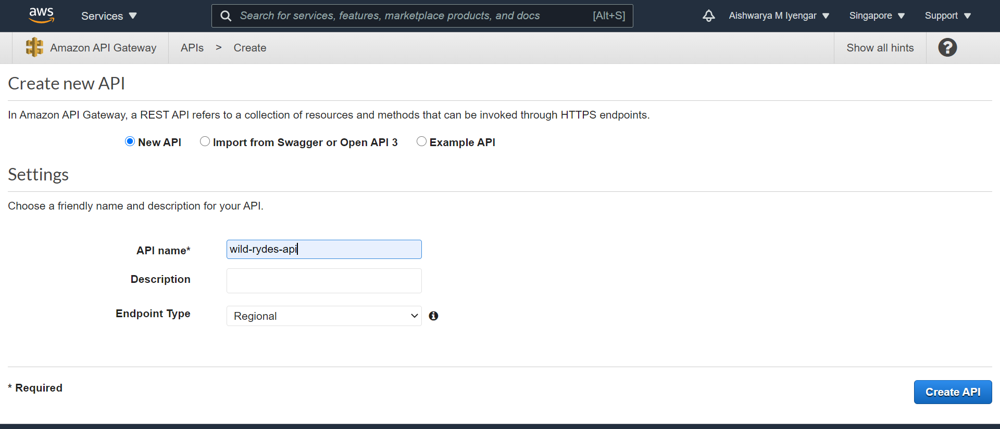 aws Services Search for services, features, marketplace products, and docs [Alt+S] Aishwarya M Iyengar Singapore Support
Amazon API Gateway APIs > Create Show all hints ?
Create new API
In Amazon API Gateway, a REST API refers to a collection of resources and methods that can be invoked through HTTPS endpoints.
New API Import from Swagger or Open API 3 Example API
Settings
Choose a friendly name and description for your API.
API name* wild-rydes-api
Description
Endpoint Type Regional
* Required Create API